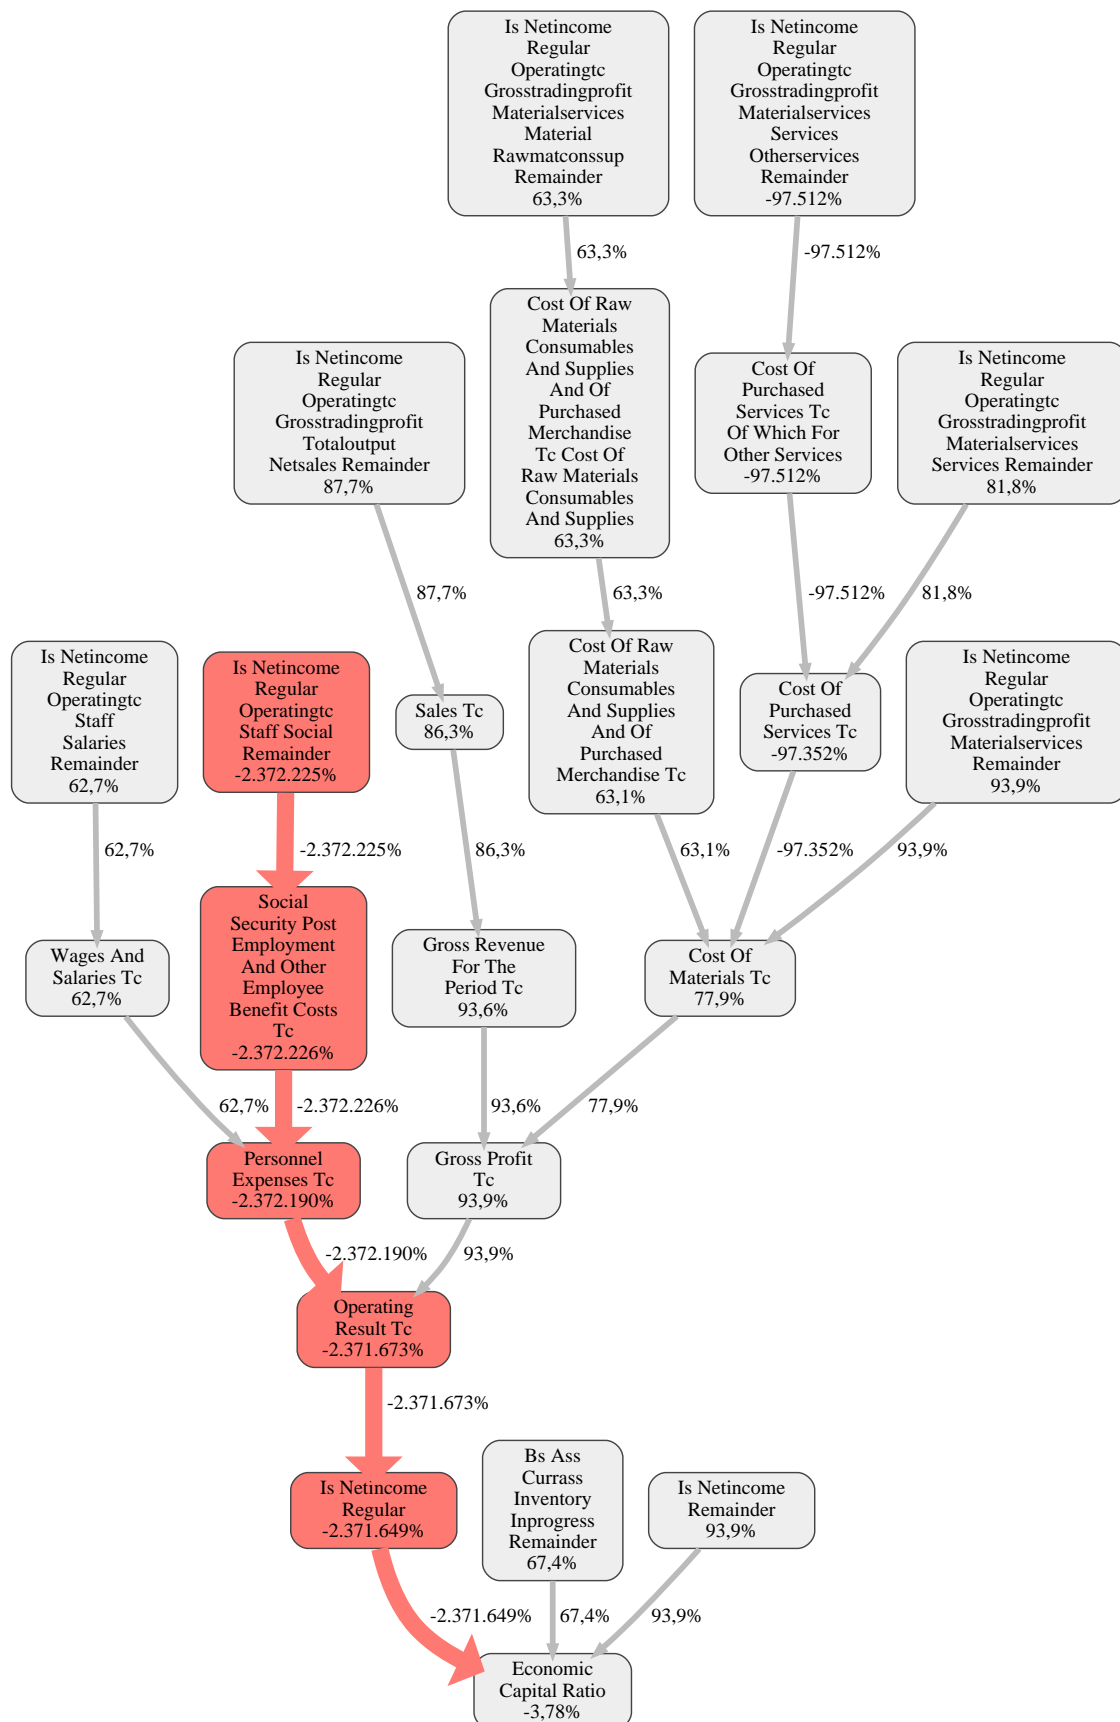 Is Netincome
Regular
Operatingtc
Grosstradingprofit
Materialservices
Material
Rawmatconssup
Remainder
63,3%
Is Netincome
Regular
Operatingtc
Grosstradingprofit
Materialservices
Services
Otherservices
Remainder
-97.512%
63,3%
-97.512%
Is Netincome
Regular
Operatingtc
Grosstradingprofit
Totaloutput
Netsales Remainder
87,7%
Cost Of Raw
Materials
Consumables
And Supplies
And Of
Purchased
Merchandise
Tc Cost Of
Raw Materials
Consumables
And Supplies
63,3%
Cost Of
Purchased
Services Tc
Of Which For
Other Services
-97.512%
Is Netincome
Regular
Operatingtc
Grosstradingprofit
Materialservices
Services Remainder
81,8%
87,7%
63,3%
-97.512%
81,8%
Is Netincome
Regular
Operatingtc
Staff
Salaries
Remainder
62,7%
Is Netincome
Regular
Operatingtc
Staff Social
Remainder
-2.372.225%
Sales Tc
86,3%
Cost Of Raw
Materials
Consumables
And Supplies
And Of
Purchased
Merchandise Tc
63,1%
Cost Of
Purchased
Services Tc
-97.352%
Is Netincome
Regular
Operatingtc
Grosstradingprofit
Materialservices
Remainder
93,9%
62,7%
-2.372.225%
86,3%
63,1%
-97.352%
93,9%
Wages And
Salaries Tc
62,7%
Social
Security Post
Employment
And Other
Employee
Benefit Costs
Tc
-2.372.226%
Gross Revenue
For The
Period Tc
93,6%
Cost Of
Materials Tc
77,9%
62,7%
-2.372.226%
93,6%
77,9%
Personnel
Expenses Tc
-2.372.190%
Gross Profit
Tc
93,9%
-2.372.190%
93,9%
Operating
Result Tc
-2.371.673%
-2.371.673%
Is Netincome
Regular
-2.371.649%
Bs Ass
Currass
Inventory
Inprogress
Remainder
67,4%
Is Netincome
Remainder
93,9%
-2.371.649%
67,4%
93,9%
Economic
Capital Ratio
-3,78%